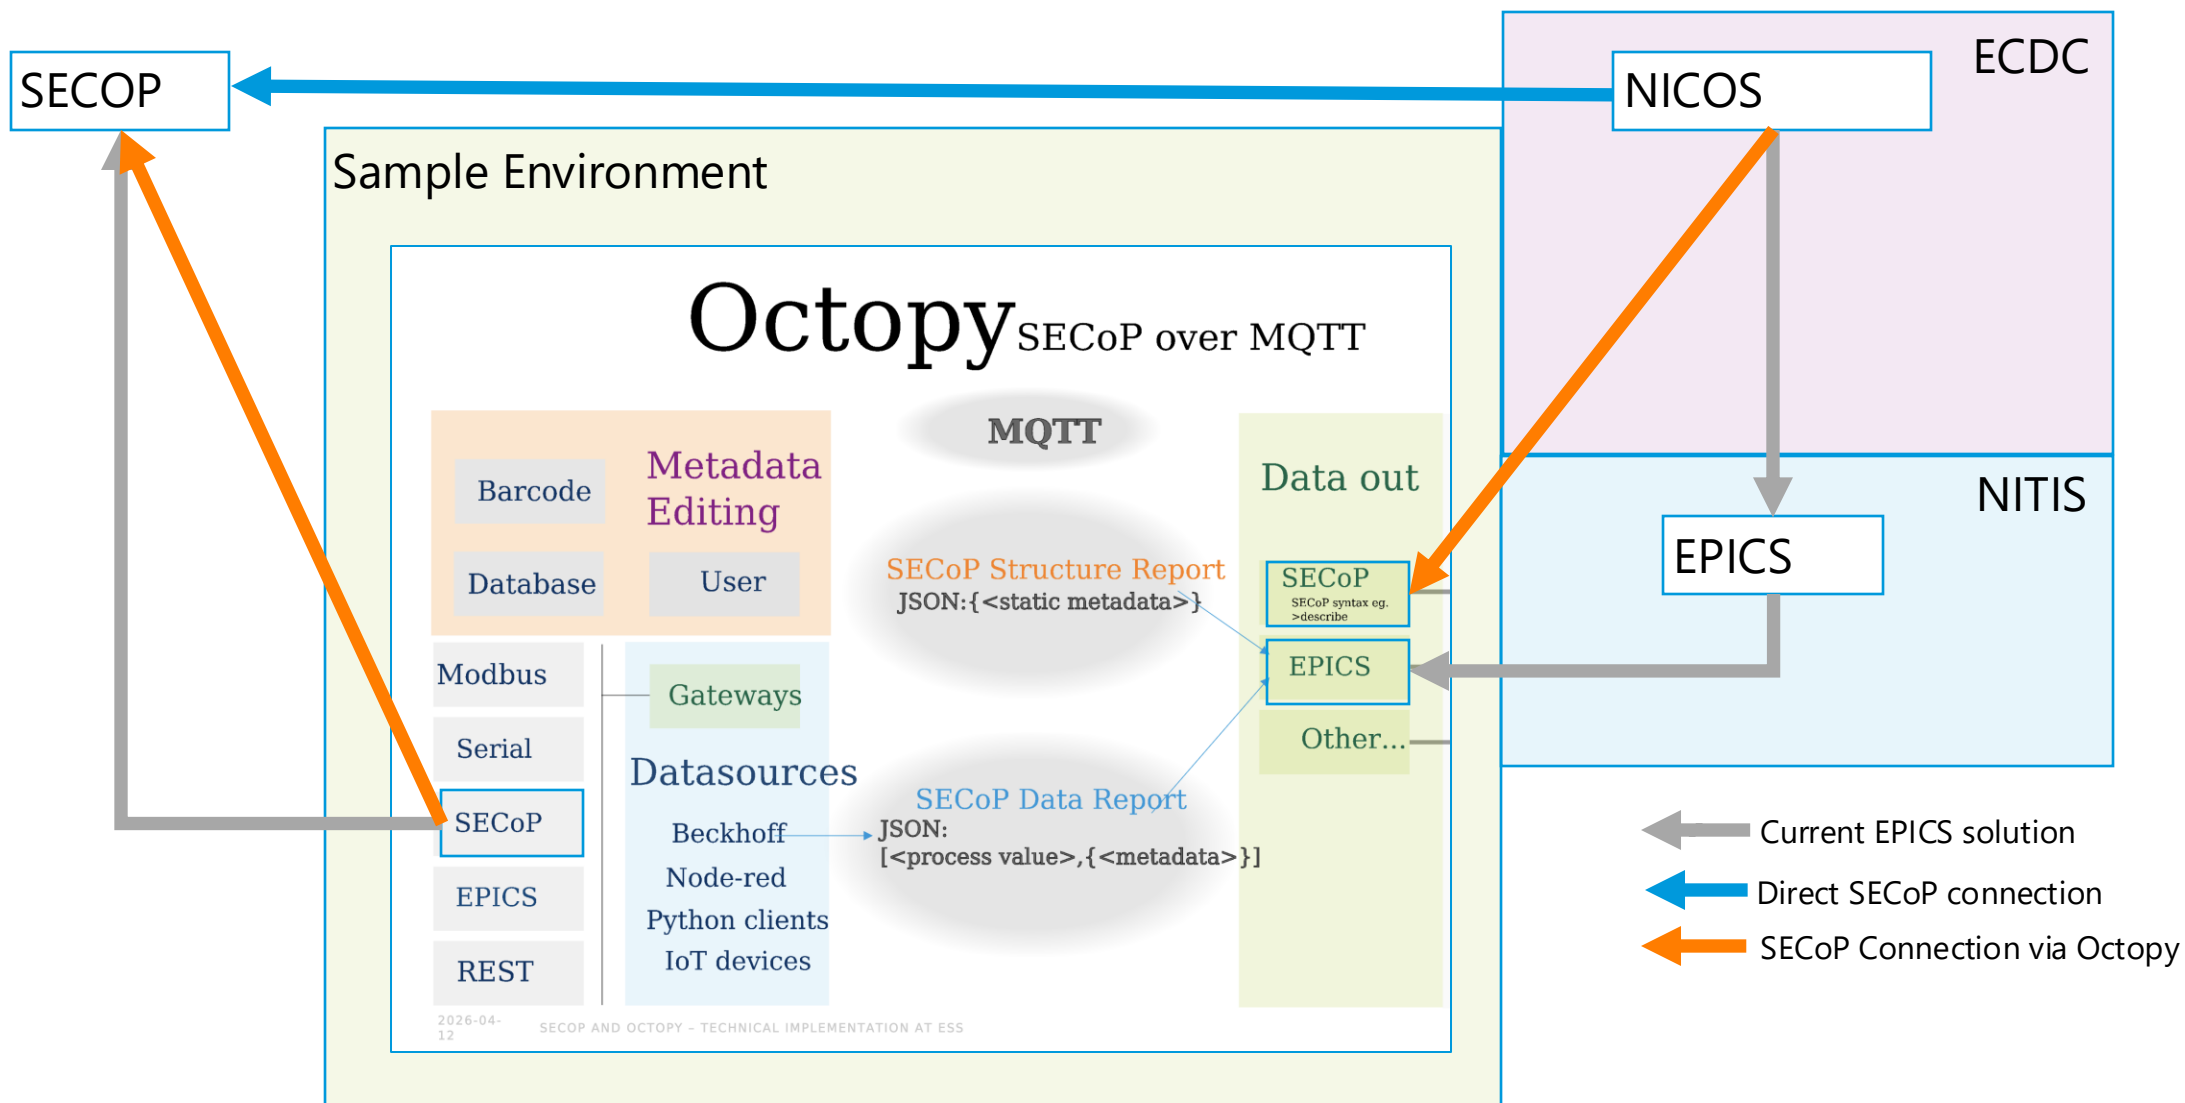 SECOP
NICOS
ECDC
Sample Environment
Octopy SECoP over MQTT
MQTT
Metadata
Editing
Barcode
Database
User
Data out
NITIS
EPICS
SECoP Structure Report
JSON:{<static metadata>}
SECoP
SECoP syntax eg.
>describe
EPICS
Other...
Modbus
Serial
SECoP
EPICS
REST
Gateways
Datasources
Beckhoff
Node-red
Python clients
IoT devices
SECoP Data Report
JSON:
[<process value>,{<metadata>}]
Current EPICS solution
Direct SECoP connection
SECoP Connection via Octopy
2026-04-
12
SECOP AND OCTOPY – TECHNICAL IMPLEMENTATION AT ESS